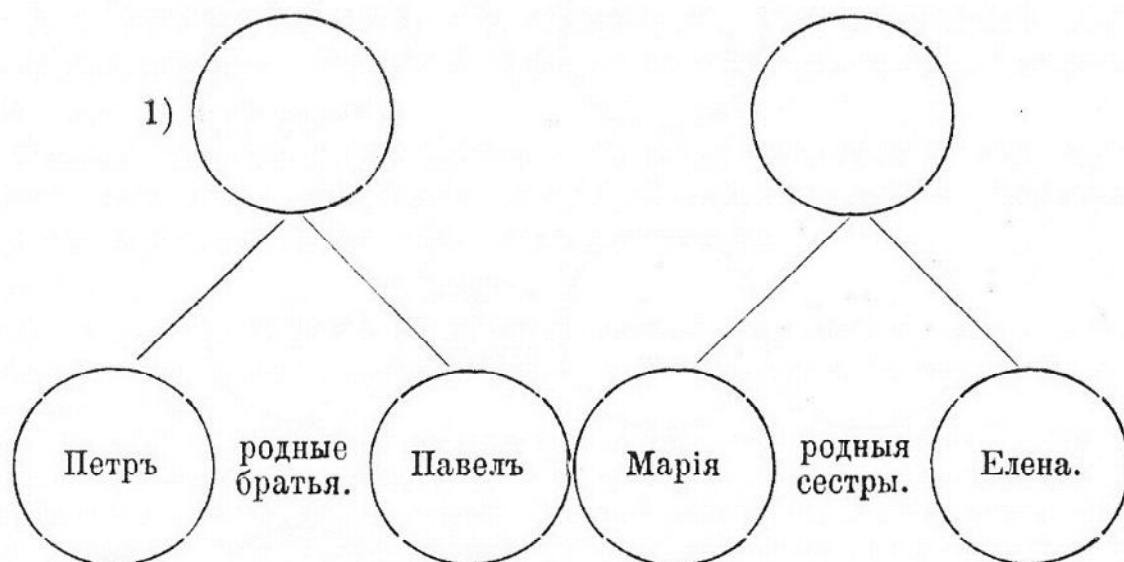 1)
Петръ
родные
братья.
Павелъ
Марія
родныя
сестры.
Елена.